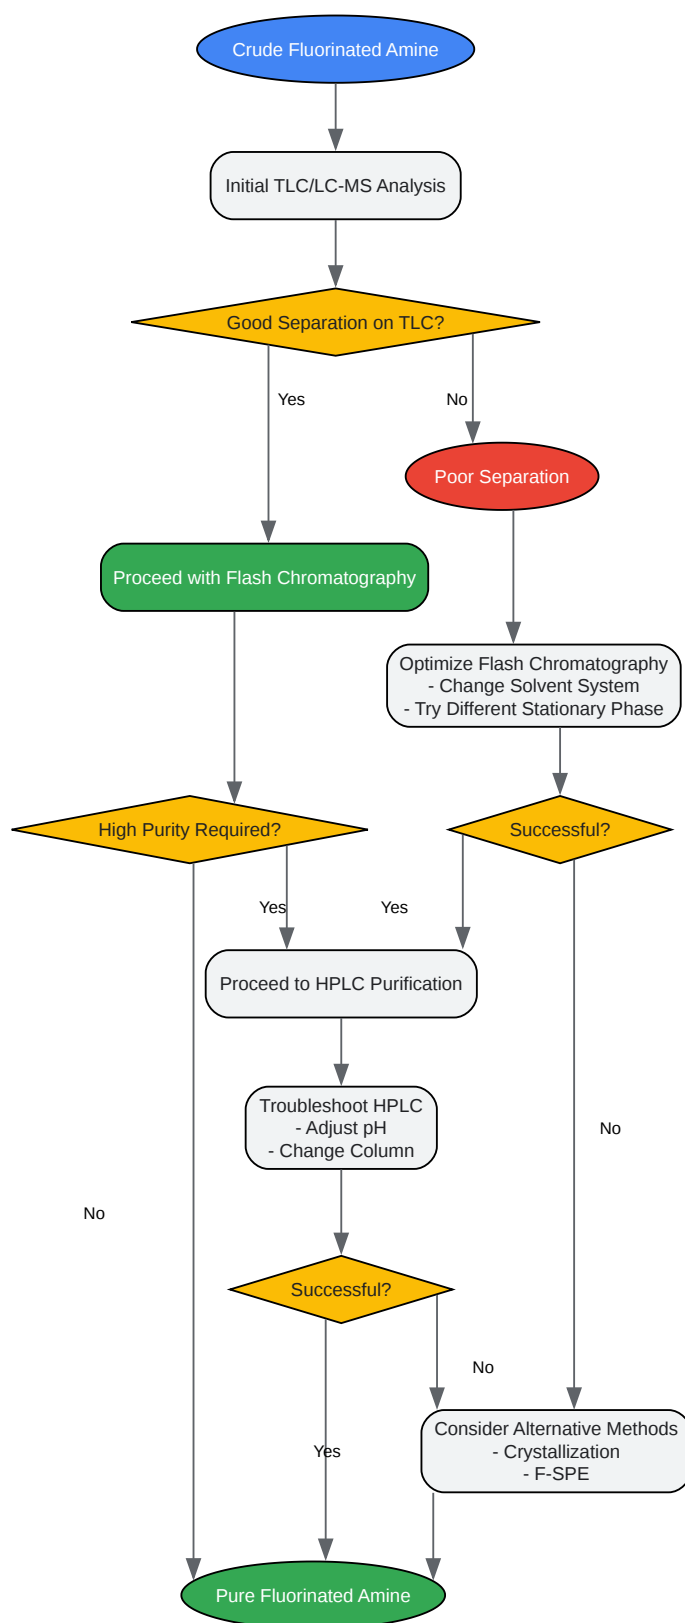 Crude Fluorinated Amine
Initial TLC/LC-MS Analysis
Good Separation on TLC?
Yes
No
Poor Separation
Proceed with Flash Chromatography
Optimize Flash Chromatography
- Change Solvent System
- Try Different Stationary Phase
High Purity Required?
Successful?
Yes
Yes
Proceed to HPLC Purification
Troubleshoot HPLC
- Adjust pH
- Change Column
No
No
Successful?
No
Consider Alternative Methods
- Crystallization
- F-SPE
Yes
Pure Fluorinated Amine